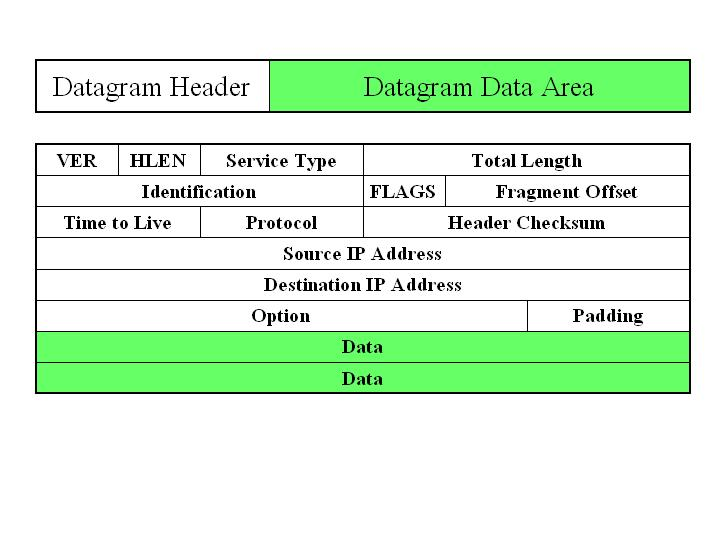 Datagram Header Datagram Data Area
VER HLEN Service Type Total Length
Identification FLAGS Fragment Offset
Time to Live Protocol Header Checksum
Source IP Address
Destination IP Address
Option Padding
Data
Data